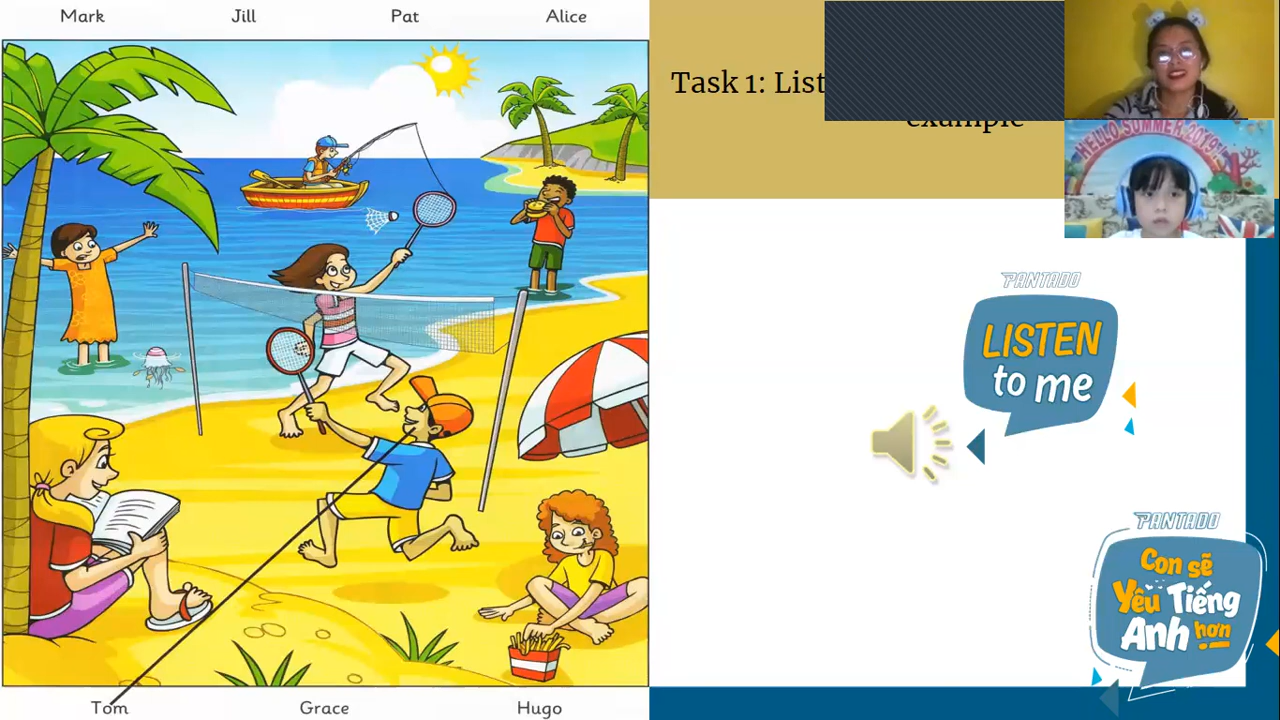 Mark Jill Pat Alice
Task 1: List
example
HELLO SUMMER 2019
PANTADO
LISTEN
to me
PANTADO
Con sẽ
Yêu Tiếng
Anh hơn
Tom Grace Hugo